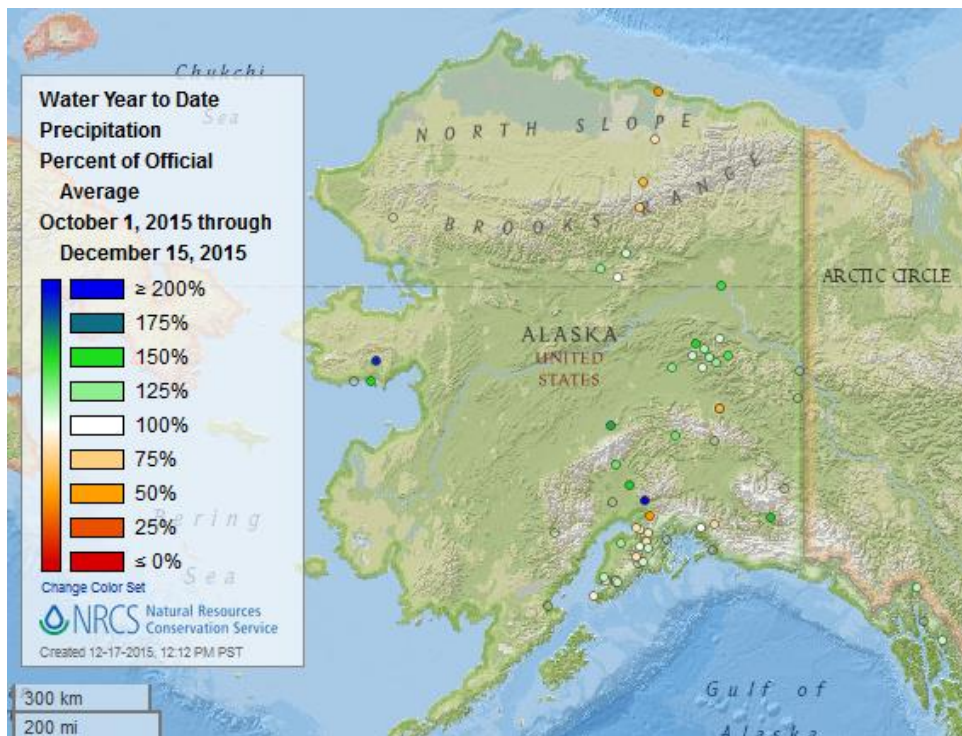 Chukchi
Sea
Water Year to Date
Precipitation
Percent of Official
Average
October 1, 2015 through
December 15, 2015
≥ 200%
175%
150%
125%
100%
75%
50%
25%
≤ 0%
Change Color Set
NRCS Natural Resources
Conservation Service
Created 12-17-2015, 12:12 PM PST
NORTH SLOPE
BROOKS RANGE
ARCTIC CIRCLE
ALASKA
UNITED
STATES
Bering
Sea
Gulf of
Alaska
300 km
200 mi